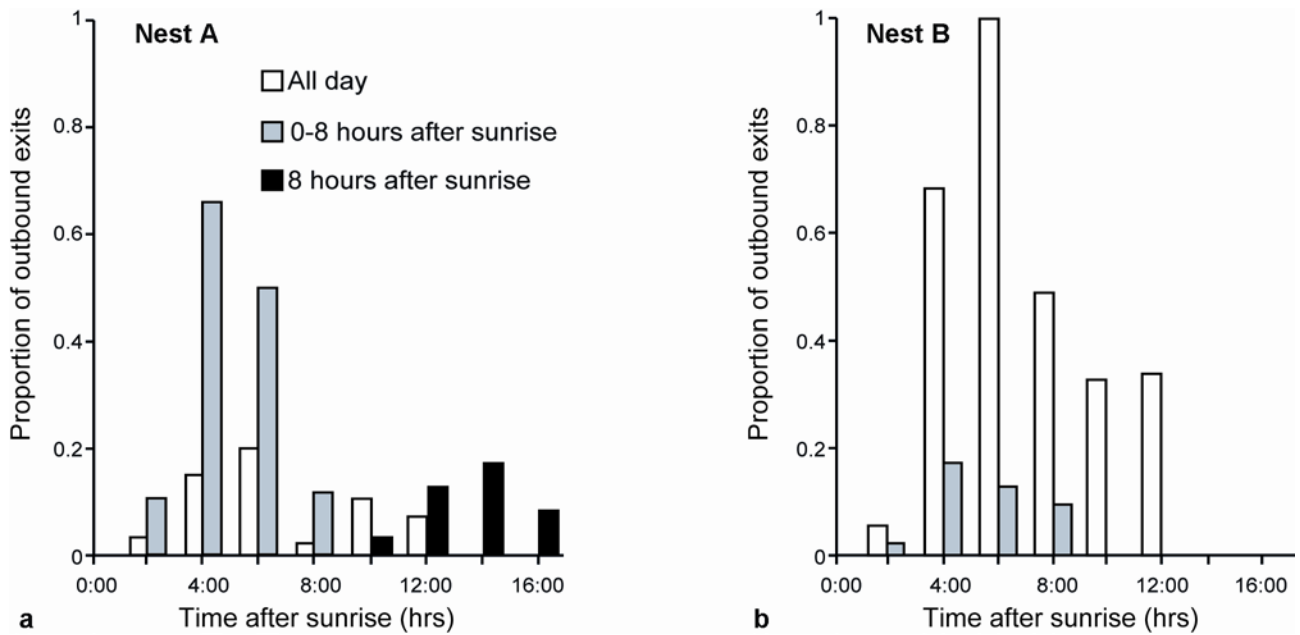 Nest A
All day
0-8 hours after sunrise
8 hours after sunrise
Proportion of outbound exits
1
0.8
0.6
0.4
0.2
0
0:00 4:00 8:00 12:00 16:00
Time after sunrise (hrs)
a
Nest B
Proportion of outbound exits
1
0.8
0.6
0.4
0.2
0
0:00 4:00 8:00 12:00 16:00
Time after sunrise (hrs)
b